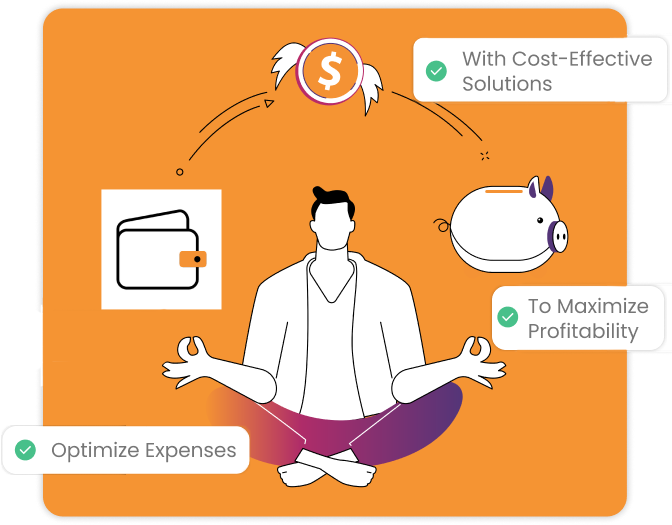 $
With Cost-Effective
Solutions
To Maximize
Profitability
Optimize Expenses